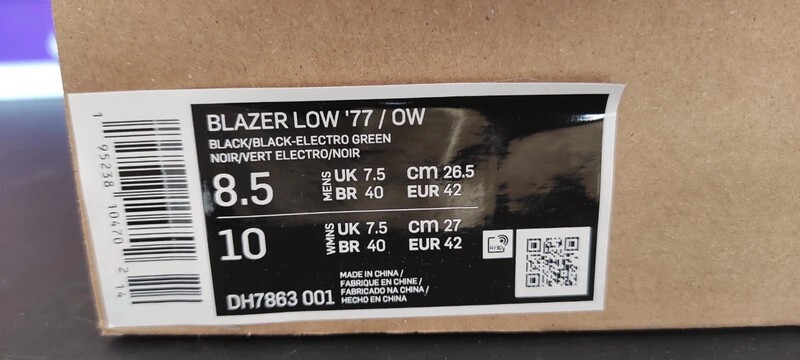 BLAZER LOW '77 / OW
BLACK/BLACK-ELECTRO GREEN
NOIR/VERT ELECTRO/NOIR
8.5 MENS UK 7.5 CM 26.5
BR 40 EUR 42
10 WMNS UK 7.5 CM 27
BR 40 EUR 42
RFID
DH7863 001
MADE IN CHINA /
FABRIQUE EN CHINE /
FABRICADO NA CHINA /
HECHO EN CHINA
1 95238 10470 2 14